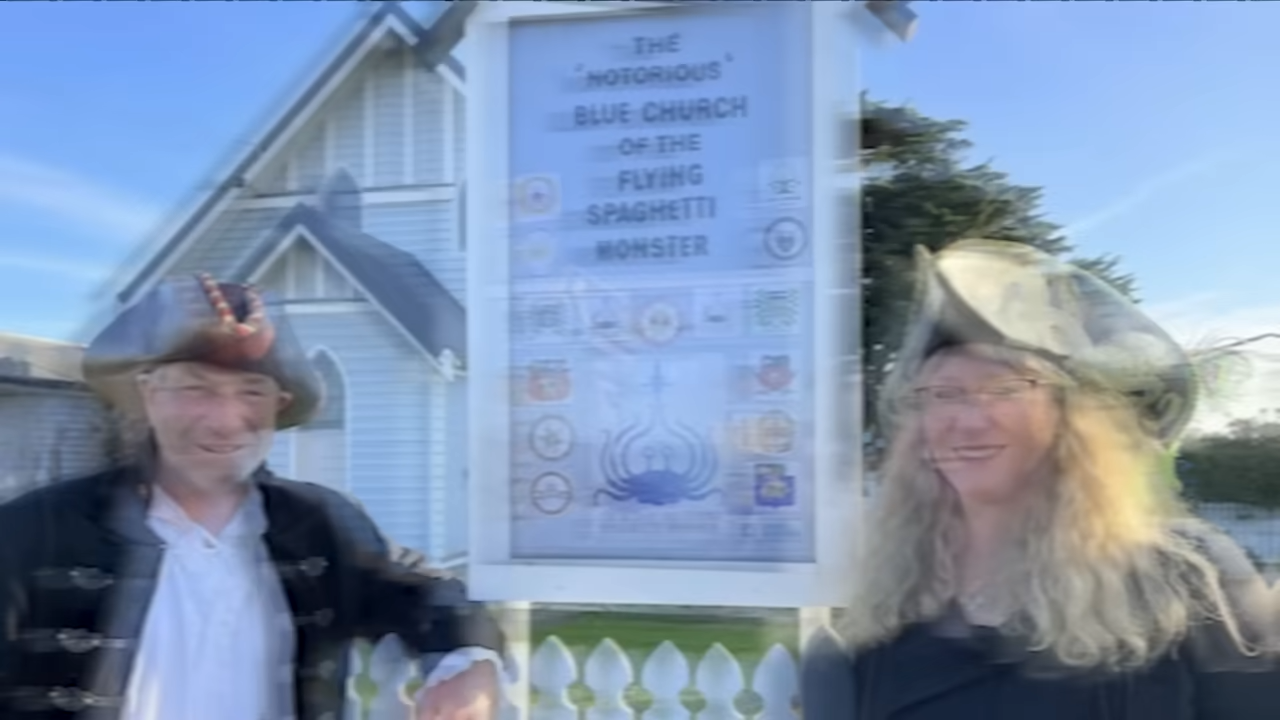 THE
'NOTORIOUS'
BLUE CHURCH
OF THE
FLYING
SPAGHETTI
MONSTER